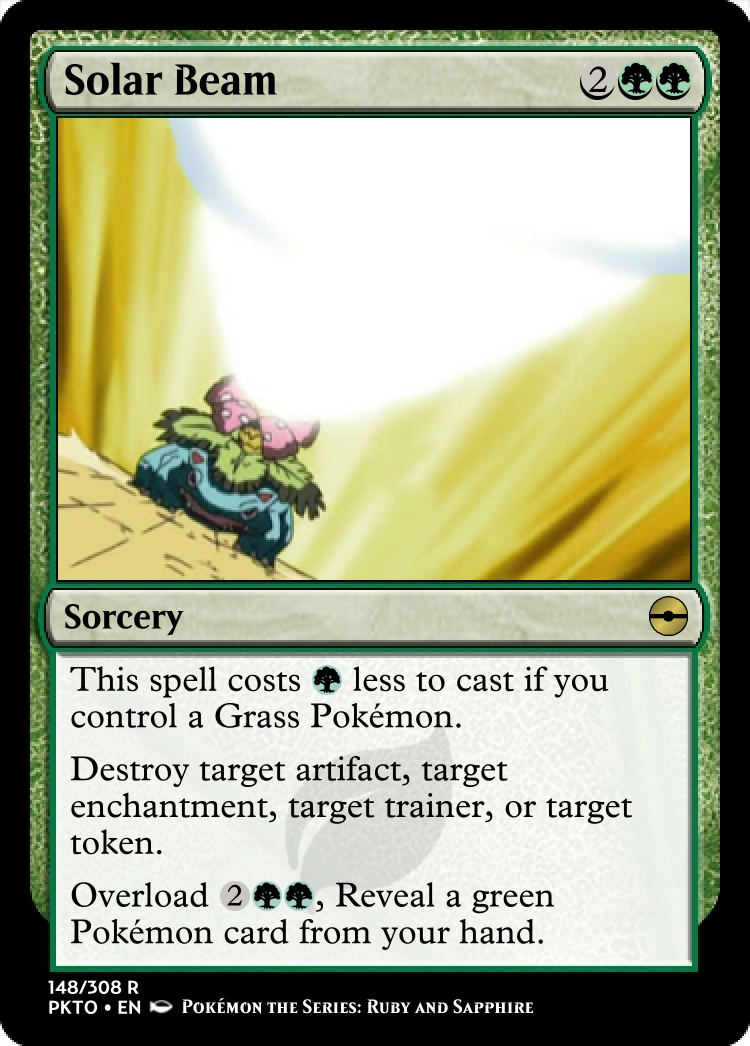 Solar Beam 2
Sorcery
This spell costs less to cast if you
control a Grass Pokémon.
Destroy target artifact, target
enchantment, target trainer, or target
token.
Overload 2, Reveal a green
Pokémon card from your hand.
148/308 R
PKTO • EN Pokémon the Series: Ruby and Sapphire